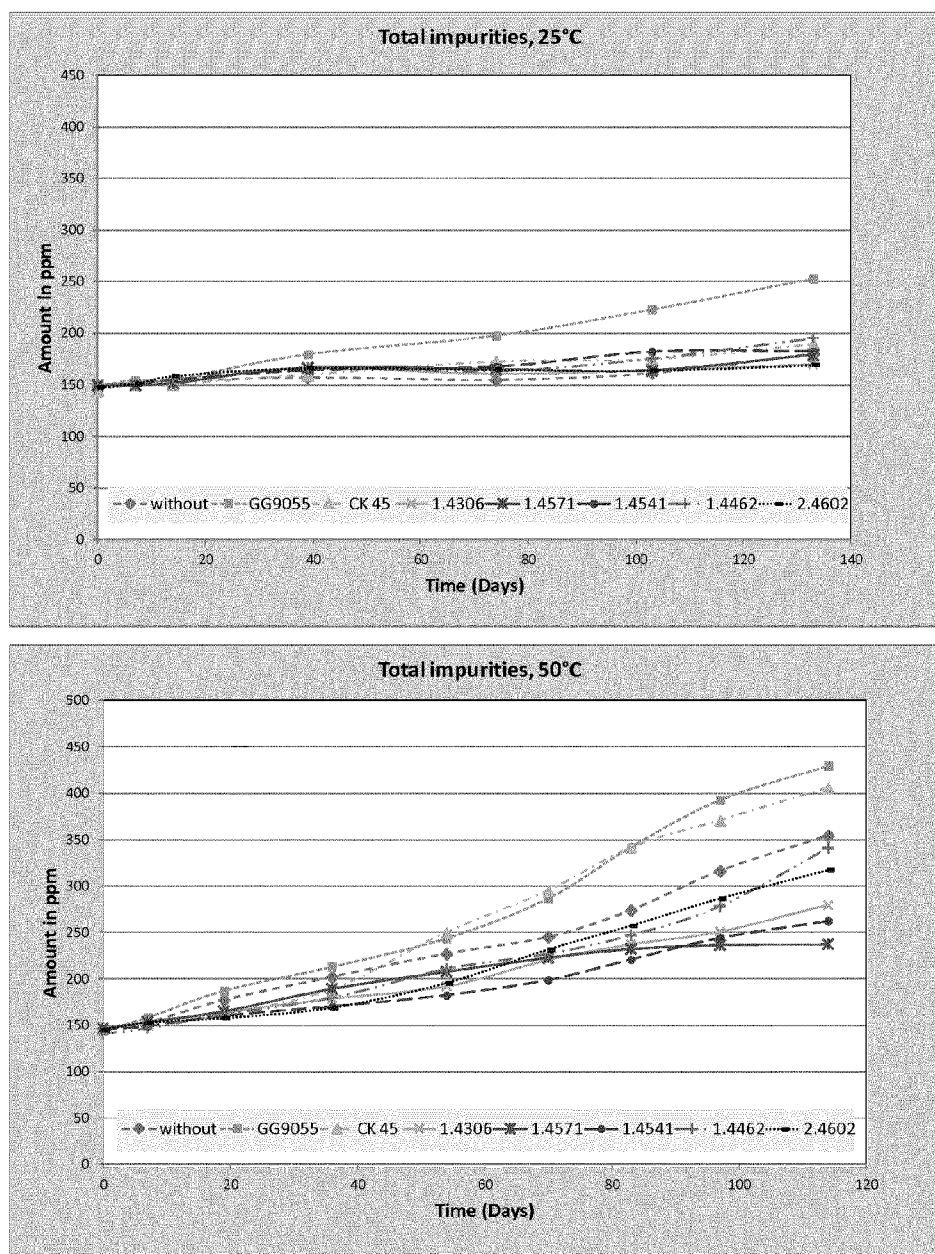 Total impurities, 25°C
450
400
350
300
250
200
150
100
50
0
Amount in ppm
without GG9055 CK 45 1.4306 1.4571 1.4541 1.4462 2.4602
0 20 40 60 80 100 120 140
Time (Days)
Total impurities, 50°C
500
450
400
350
300
250
200
150
100
50
0
Amount in ppm
without GG9055 CK 45 1.4306 1.4571 1.4541 1.4462 2.4602
0 20 40 60 80 100 120
Time (Days)